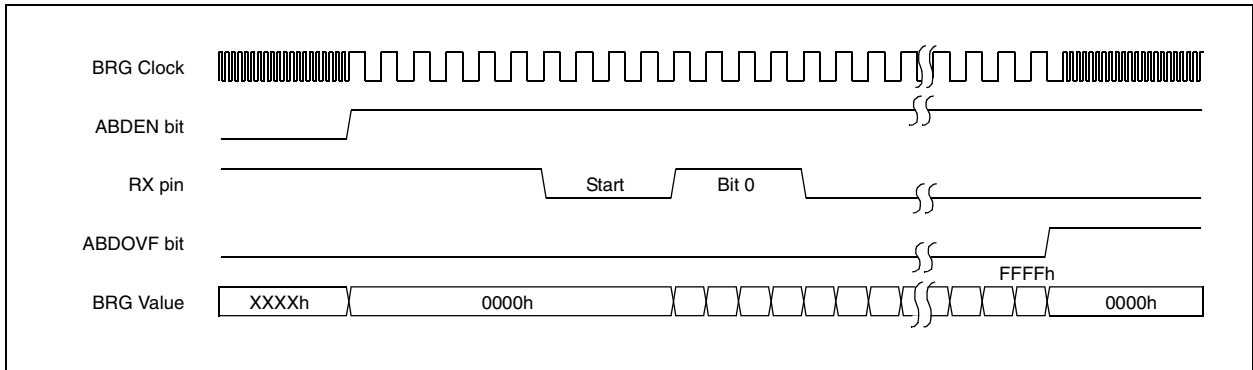 BRG Clock
ABDEN bit
RX pin
Start
Bit 0
ABDOVF bit
FFFFh
BRG Value
XXXXh
0000h
0000h